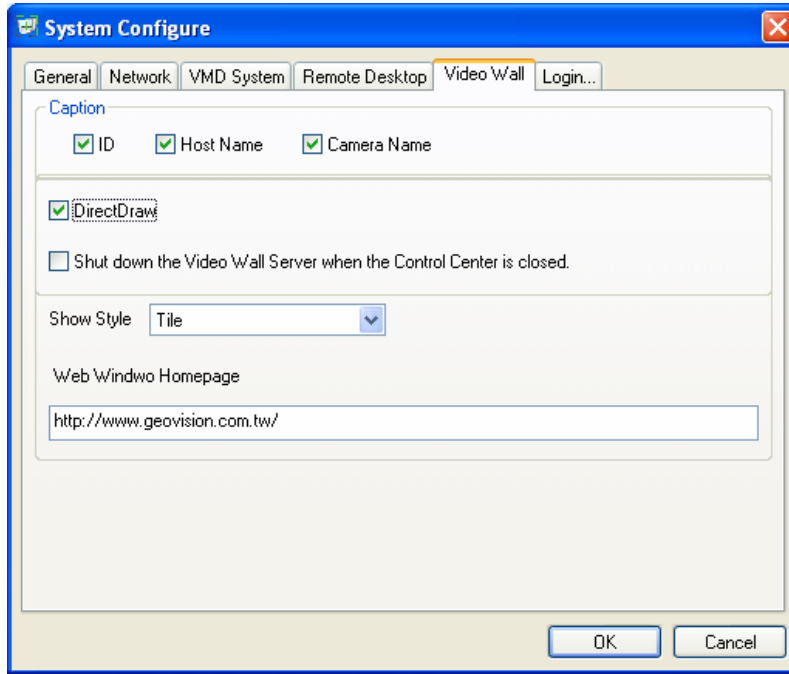 System Configure
General Network VMD System Remote Desktop Video Wall Login...
Caption
ID Host Name Camera Name
DirectDraw
Shut down the Video Wall Server when the Control Center is closed.
Show Style Tile
Web Windwo Homepage
http://www.geovision.com.tw/
OK Cancel